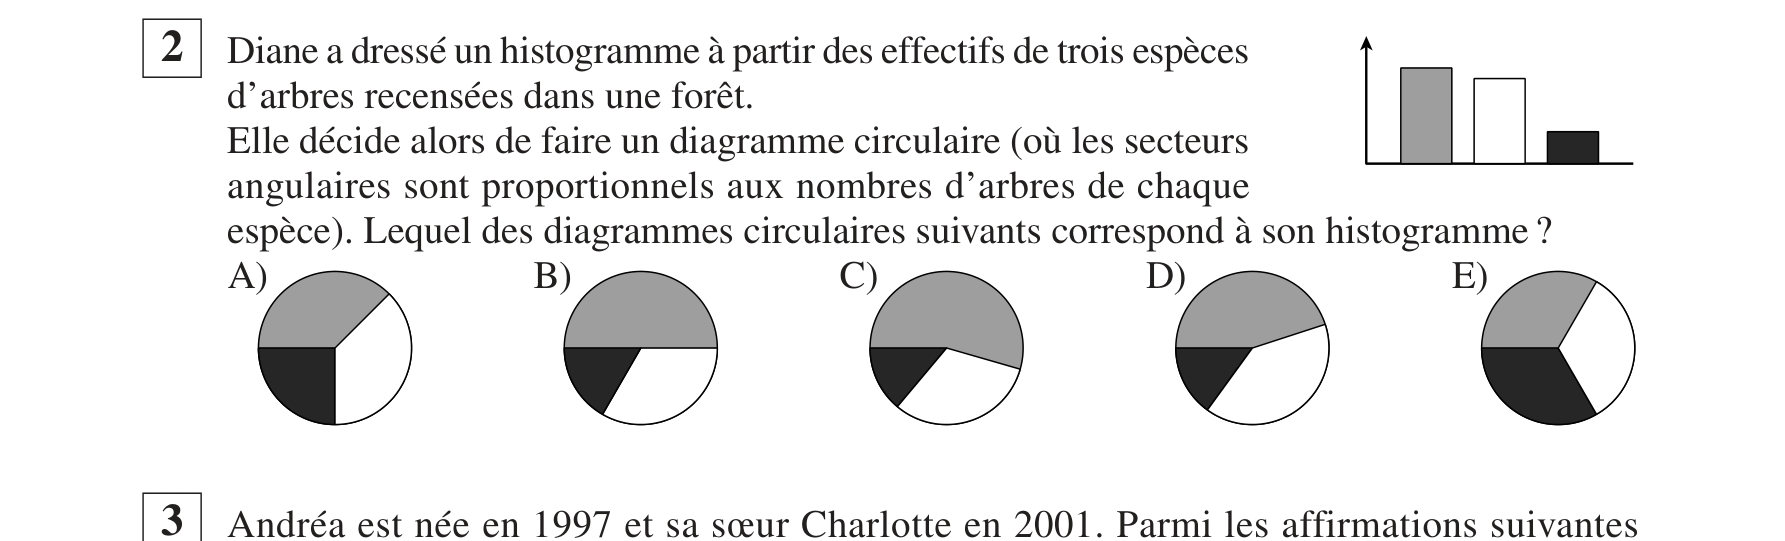 2 Diane a dressé un histogramme à partir des effectifs de trois espèces
d’arbres recensées dans une forêt.
Elle décide alors de faire un diagramme circulaire (où les secteurs
angulaires sont proportionnels aux nombres d’arbres de chaque
espèce). Lequel des diagrammes circulaires suivants correspond à son histogramme ?
A) B) C) D) E)
3 Andréa est née en 1997 et sa sœur Charlotte en 2001. Parmi les affirmations suivantes